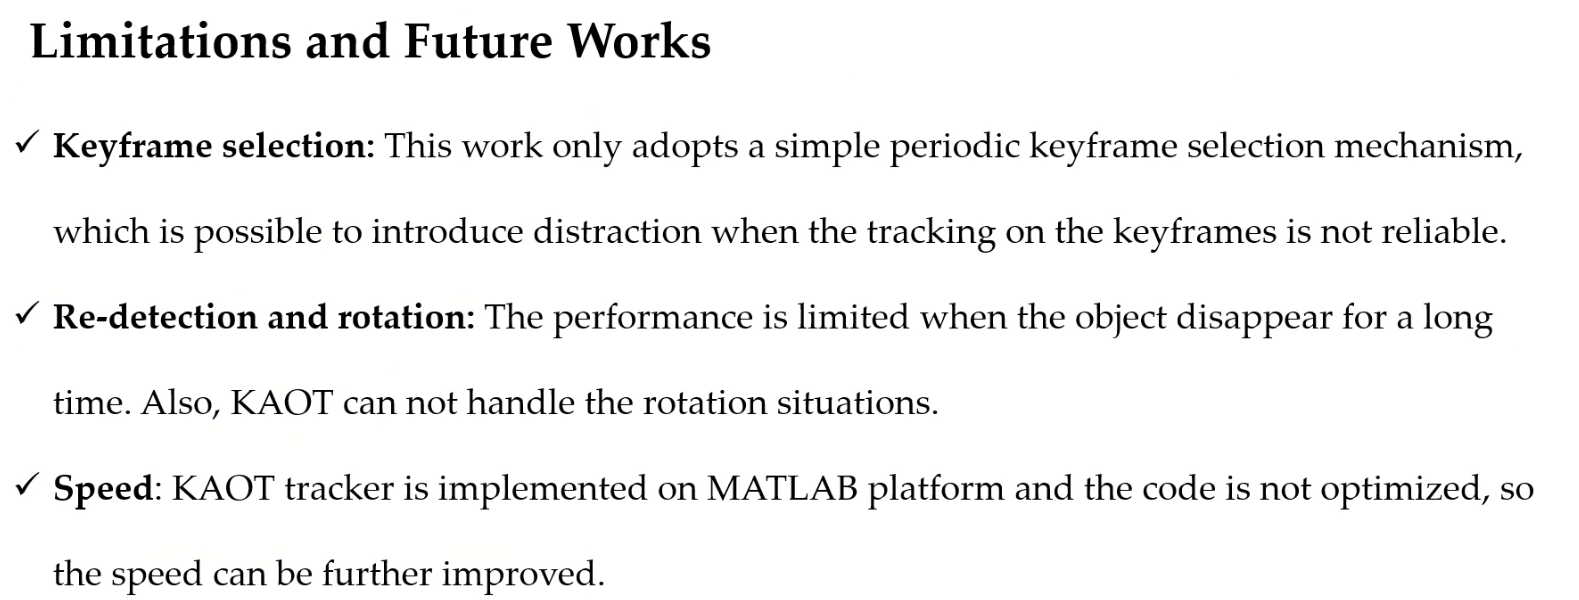 Limitations and Future Works
✓ Keyframe selection: This work only adopts a simple periodic keyframe selection mechanism,
which is possible to introduce distraction when the tracking on the keyframes is not reliable.
✓ Re-detection and rotation: The performance is limited when the object disappear for a long
time. Also, KAOT can not handle the rotation situations.
✓ Speed: KAOT tracker is implemented on MATLAB platform and the code is not optimized, so
the speed can be further improved.